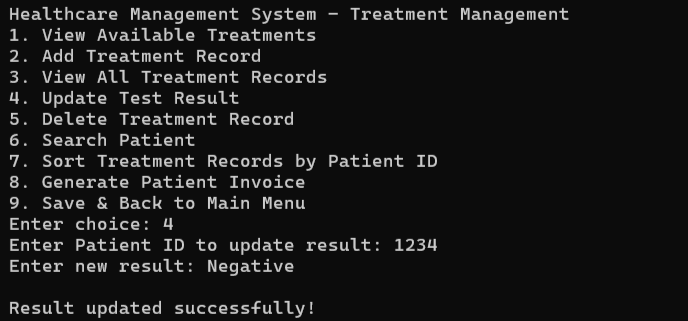 Healthcare Management System - Treatment Management
1. View Available Treatments
2. Add Treatment Record
3. View All Treatment Records
4. Update Test Result
5. Delete Treatment Record
6. Search Patient
7. Sort Treatment Records by Patient ID
8. Generate Patient Invoice
9. Save & Back to Main Menu
Enter choice: 4
Enter Patient ID to update result: 1234
Enter new result: Negative
Result updated successfully!